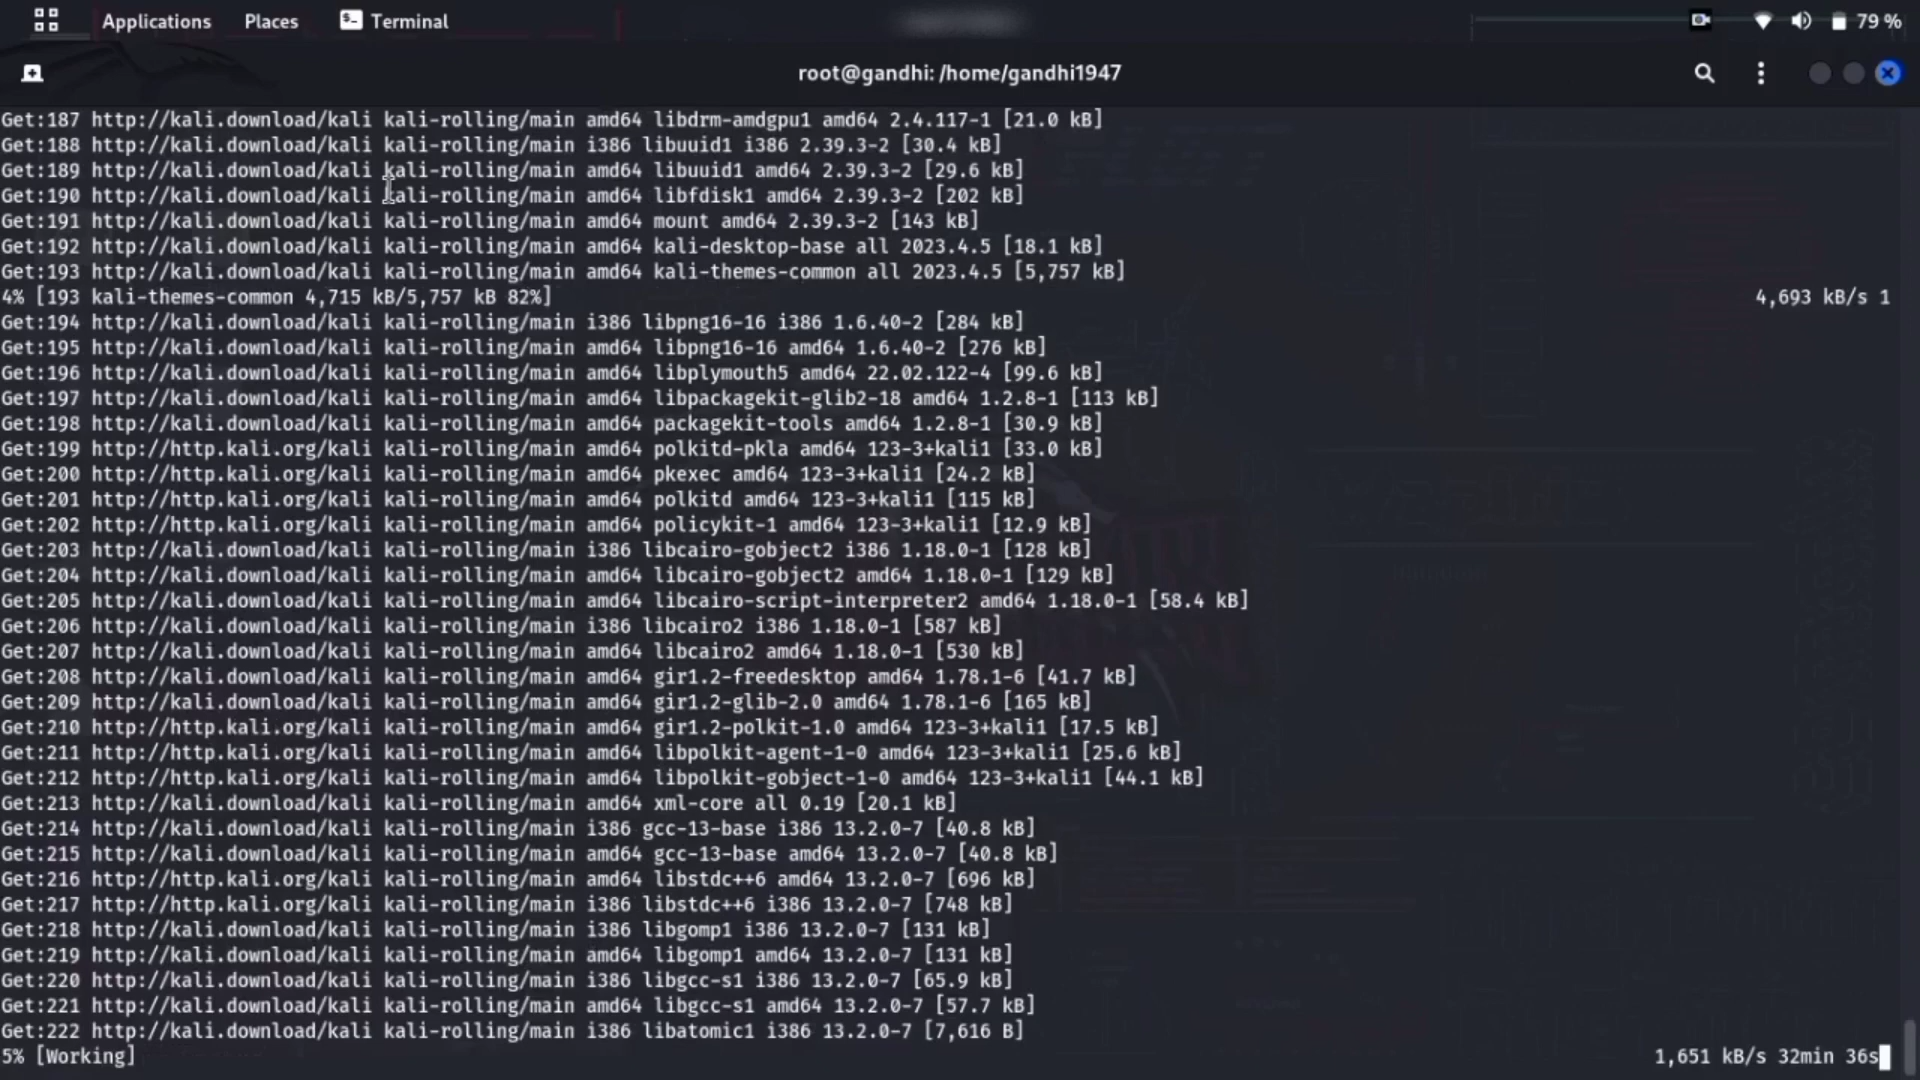 Applications Places Terminal 79 %
root@gandhi: /home/gandhi1947
Get:187 http://kali.download/kali kali-rolling/main amd64 libdrm-amdgpu1 amd64 2.4.117-1 [21.0 kB]
Get:188 http://kali.download/kali kali-rolling/main i386 libuuid1 i386 2.39.3-2 [30.4 kB]
Get:189 http://kali.download/kali kali-rolling/main amd64 libuuid1 amd64 2.39.3-2 [29.6 kB]
Get:190 http://kali.download/kali kali-rolling/main amd64 libfdisk1 amd64 2.39.3-2 [202 kB]
Get:191 http://kali.download/kali kali-rolling/main amd64 mount amd64 2.39.3-2 [143 kB]
Get:192 http://kali.download/kali kali-rolling/main amd64 kali-desktop-base all 2023.4.5 [18.1 kB]
Get:193 http://kali.download/kali kali-rolling/main amd64 kali-themes-common all 2023.4.5 [5,757 kB]
4% [193 kali-themes-common 4,715 kB/5,757 kB 82%] 4,693 kB/s 1
Get:194 http://kali.download/kali kali-rolling/main i386 libpng16-16 i386 1.6.40-2 [284 kB]
Get:195 http://kali.download/kali kali-rolling/main amd64 libpng16-16 amd64 1.6.40-2 [276 kB]
Get:196 http://kali.download/kali kali-rolling/main amd64 libplymouth5 amd64 22.02.122-4 [99.6 kB]
Get:197 http://kali.download/kali kali-rolling/main amd64 libpackagekit-glib2-18 amd64 1.2.8-1 [113 kB]
Get:198 http://kali.download/kali kali-rolling/main amd64 packagekit-tools amd64 1.2.8-1 [30.9 kB]
Get:199 http://http.kali.org/kali kali-rolling/main amd64 polkitd-pkla amd64 123-3+kali1 [33.0 kB]
Get:200 http://http.kali.org/kali kali-rolling/main amd64 pkexec amd64 123-3+kali1 [24.2 kB]
Get:201 http://http.kali.org/kali kali-rolling/main amd64 polkitd amd64 123-3+kali1 [115 kB]
Get:202 http://http.kali.org/kali kali-rolling/main amd64 policykit-1 amd64 123-3+kali1 [12.9 kB]
Get:203 http://kali.download/kali kali-rolling/main i386 libcairo-gobject2 i386 1.18.0-1 [128 kB]
Get:204 http://kali.download/kali kali-rolling/main amd64 libcairo-gobject2 amd64 1.18.0-1 [129 kB]
Get:205 http://kali.download/kali kali-rolling/main amd64 libcairo-script-interpreter2 amd64 1.18.0-1 [58.4 kB]
Get:206 http://kali.download/kali kali-rolling/main i386 libcairo2 i386 1.18.0-1 [587 kB]
Get:207 http://kali.download/kali kali-rolling/main amd64 libcairo2 amd64 1.18.0-1 [530 kB]
Get:208 http://kali.download/kali kali-rolling/main amd64 gir1.2-freedesktop amd64 1.78.1-6 [41.7 kB]
Get:209 http://kali.download/kali kali-rolling/main amd64 gir1.2-glib-2.0 amd64 1.78.1-6 [165 kB]
Get:210 http://http.kali.org/kali kali-rolling/main amd64 gir1.2-polkit-1.0 amd64 123-3+kali1 [17.5 kB]
Get:211 http://http.kali.org/kali kali-rolling/main amd64 libpolkit-agent-1-0 amd64 123-3+kali1 [25.6 kB]
Get:212 http://http.kali.org/kali kali-rolling/main amd64 libpolkit-gobject-1-0 amd64 123-3+kali1 [44.1 kB]
Get:213 http://kali.download/kali kali-rolling/main amd64 xml-core all 0.19 [20.1 kB]
Get:214 http://kali.download/kali kali-rolling/main i386 gcc-13-base i386 13.2.0-7 [40.8 kB]
Get:215 http://kali.download/kali kali-rolling/main amd64 gcc-13-base amd64 13.2.0-7 [40.8 kB]
Get:216 http://http.kali.org/kali kali-rolling/main amd64 libstdc++6 amd64 13.2.0-7 [696 kB]
Get:217 http://http.kali.org/kali kali-rolling/main i386 libstdc++6 i386 13.2.0-7 [748 kB]
Get:218 http://kali.download/kali kali-rolling/main i386 libgomp1 i386 13.2.0-7 [131 kB]
Get:219 http://kali.download/kali kali-rolling/main amd64 libgomp1 amd64 13.2.0-7 [131 kB]
Get:220 http://kali.download/kali kali-rolling/main i386 libgcc-s1 i386 13.2.0-7 [65.9 kB]
Get:221 http://kali.download/kali kali-rolling/main amd64 libgcc-s1 amd64 13.2.0-7 [57.7 kB]
Get:222 http://kali.download/kali kali-rolling/main i386 libatomic1 i386 13.2.0-7 [7,616 B]
5% [Working] 1,651 kB/s 32min 36s